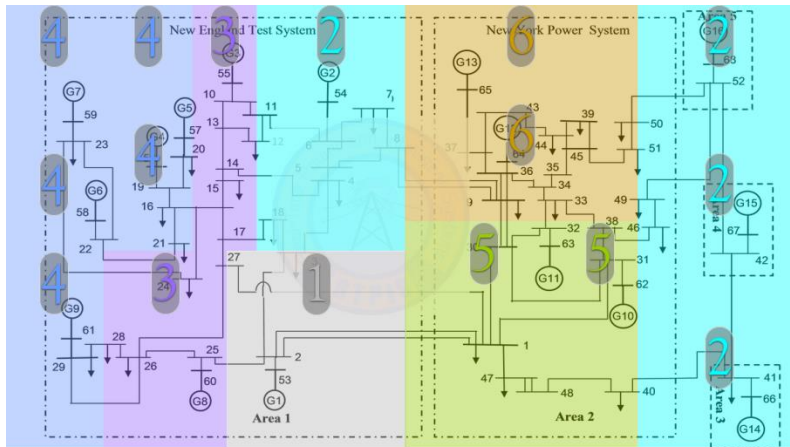 4 4 3 2 6 2
New England Test System
New York Power System
Area 5
G3 G16
G7 G2 G13
55 63
59 G5 54 65 52
10 11 7
57 43 39
23 13 12 6 8 50
20 44 45
4 4 6
51
14 5 4 37 36 35
G6 19 15 34
58 16 9 33 49 G15
2
22 21 17 38 46 Area 4
67
32 31 42
5 5
63
27
4 3 1
24 G11 62
G9 G10
61 28 25 2 1
29 26 2
60 53 47 48 40 41
66
G8 G1
Area 1 Area 2 Area 3
G14